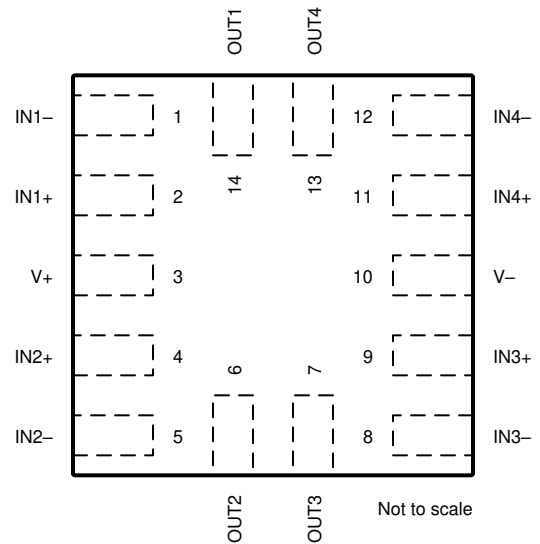 OUT1 OUT4
IN1– 1 12 IN4–
14 13
IN1+ 2 11 IN4+
V+ 3 10 V–
IN2+ 4 9 IN3+
6 7
IN2– 5 8 IN3–
OUT2 OUT3
Not to scale